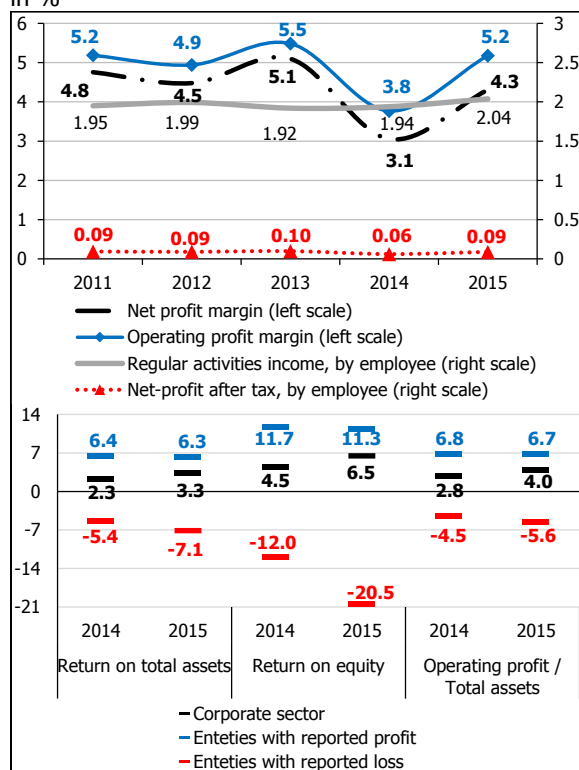 in %
6 3
5.2 4.9 5.5 3.8 5.2
5 2.5
4.8 4.5 5.1 3.1 4.3
4 2
1.95 1.99 1.92 1.94 2.04
3 1.5
2 1
1 0.5
0.09 0.09 0.10 0.06 0.09
0 0
2011 2012 2013 2014 2015
Net profit margin (left scale)
Operating profit margin (left scale)
Regular activities income, by employee (right scale)
Net-profit after tax, by employee (right scale)
14
6.4 6.3 11.7 11.3 6.8 6.7
7
2.3 3.3 4.5 6.5 2.8 4.0
0
-5.4 -7.1 -12.0 -20.5 -4.5 -5.6
-7
-14
-21
2014 2015 2014 2015 2014 2015
Return on total assets Return on equity Operating profit /
Total assets
Corporate sector
Enteties with reported profit
Enteties with reported loss